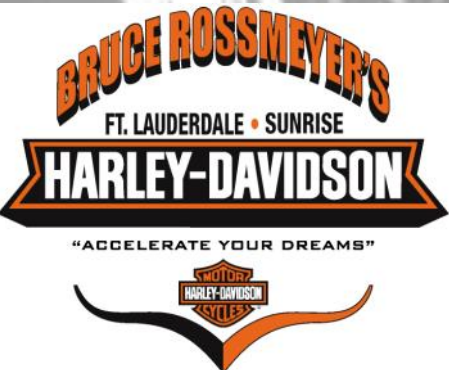 BRUCE ROSSMEYER'S
FT. LAUDERDALE • SUNRISE
HARLEY-DAVIDSON
“ACCELERATE YOUR DREAMS”
MOTOR
HARLEY-DAVIDSON
CYCLES